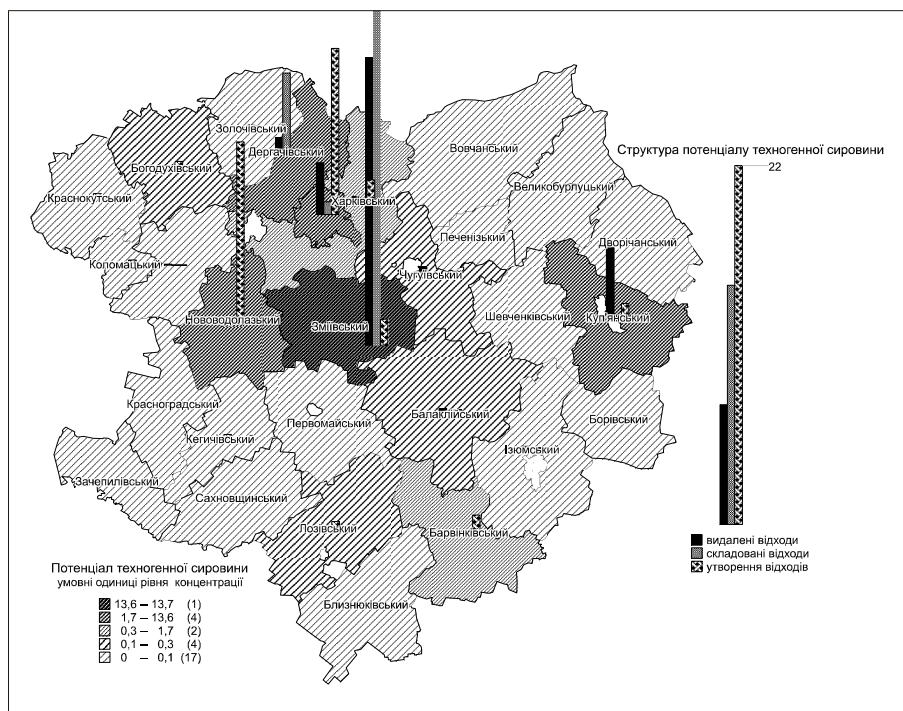 Золочівський
Дергачівський
Вовчанський
Структура потенціалу техногенної сировини
22
Богодухівський
Великобурлуцький
Краснокутський
Харківський
Печенізький
Дворічанський
Коломацький
Чугуївський
Нововодолазький
Зміївський
Шевченківський
Куп'янський
Красноградський
Первомайський
Балаклійський
Борівський
Кегичівський
Ізюмсвкий
Зачепилівський
Сахновщинський
Лозівський
Барвінківський
видалені відходи
складовані відходи
утворення відходів
Потенціал техногенної сировини
умовні одиниці рівня концентрації
13,6 – 13,7 (1)
1,7 – 13,6 (4)
0,3 – 1,7 (2)
0,1 – 0,3 (4)
0 – 0,1 (17)
Близнюківський